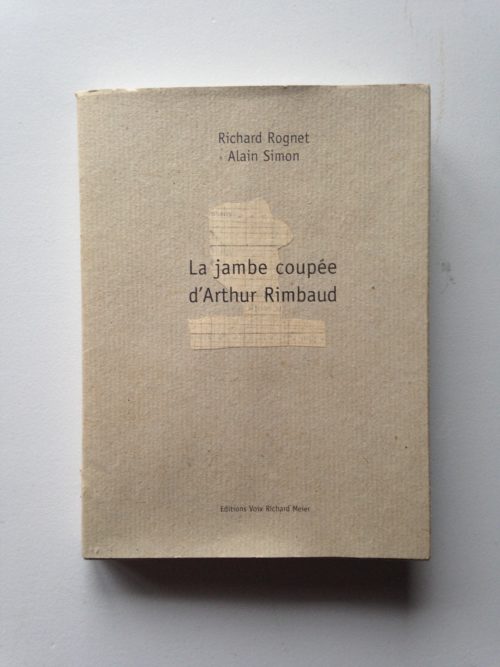 Richard Rognet
Alain Simon
La jambe coupée
d'Arthur Rimbaud
Editions Voix Richard Meier